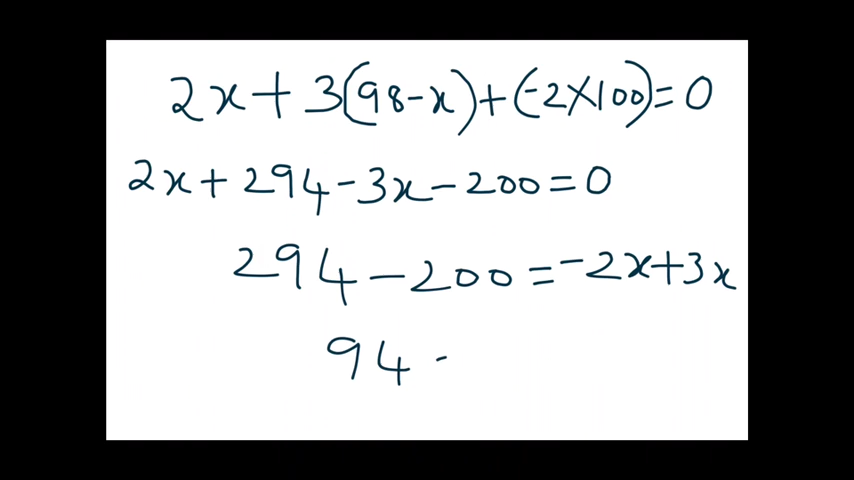 2x + 3(98-x) + (-2×100) = 0
2x + 294 - 3x - 200 = 0
294 - 200 = -2x + 3x
94 -